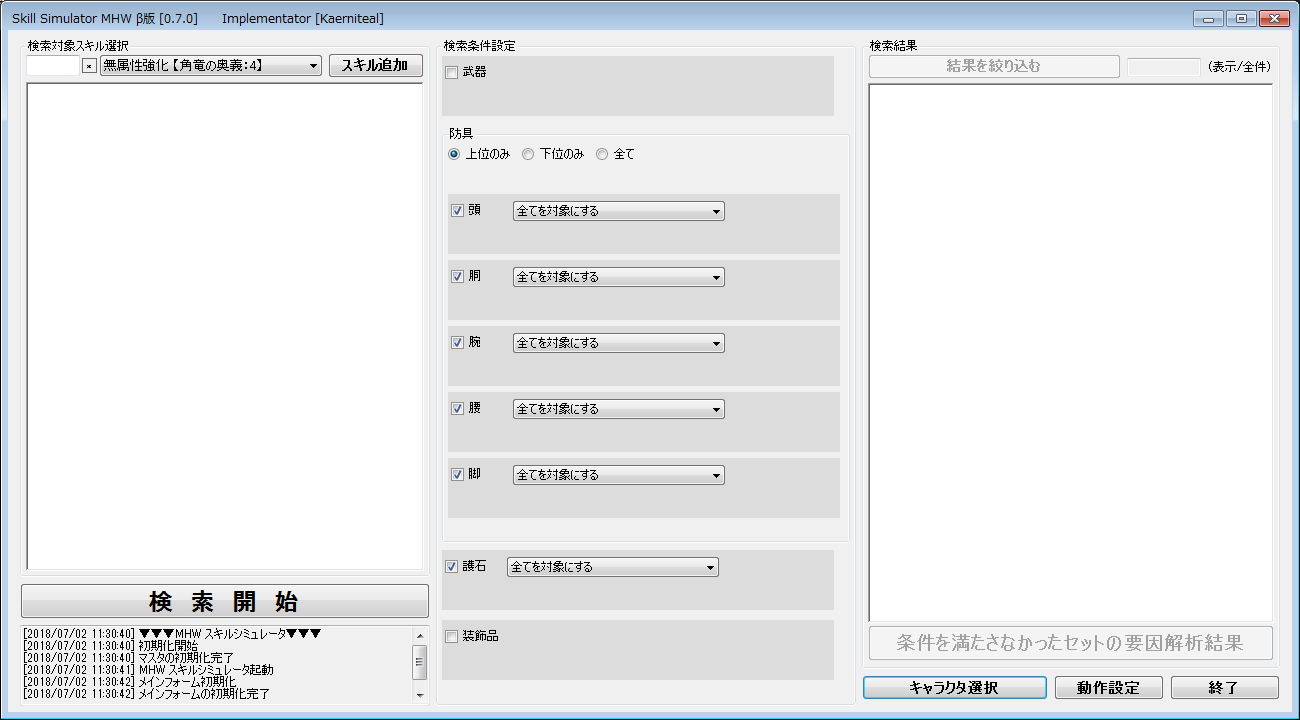 Skill Simulator MHW β版 [0.7.0] Implementator [Kaerniteal]
検索対象スキル選択
* 無属性強化【角竜の奥義:4】 スキル追加
検 索 開 始
[2018/07/02 11:30:40] ▼▼▼MHW スキルシミュレータ▼▼▼
[2018/07/02 11:30:40] 初期化開始
[2018/07/02 11:30:40] マスタの初期化完了
[2018/07/02 11:30:41] MHW スキルシミュレータ起動
[2018/07/02 11:30:42] メインフォーム初期化
[2018/07/02 11:30:42] メインフォームの初期化完了
検索条件設定
武器
防具
上位のみ 下位のみ 全て
頭 全てを対象にする
胴 全てを対象にする
腕 全てを対象にする
腰 全てを対象にする
脚 全てを対象にする
護石 全てを対象にする
装飾品
検索結果
結果を絞り込む (表示/全件)
条件を満たさなかったセットの要因解析結果
キャラクタ選択 動作設定 終了